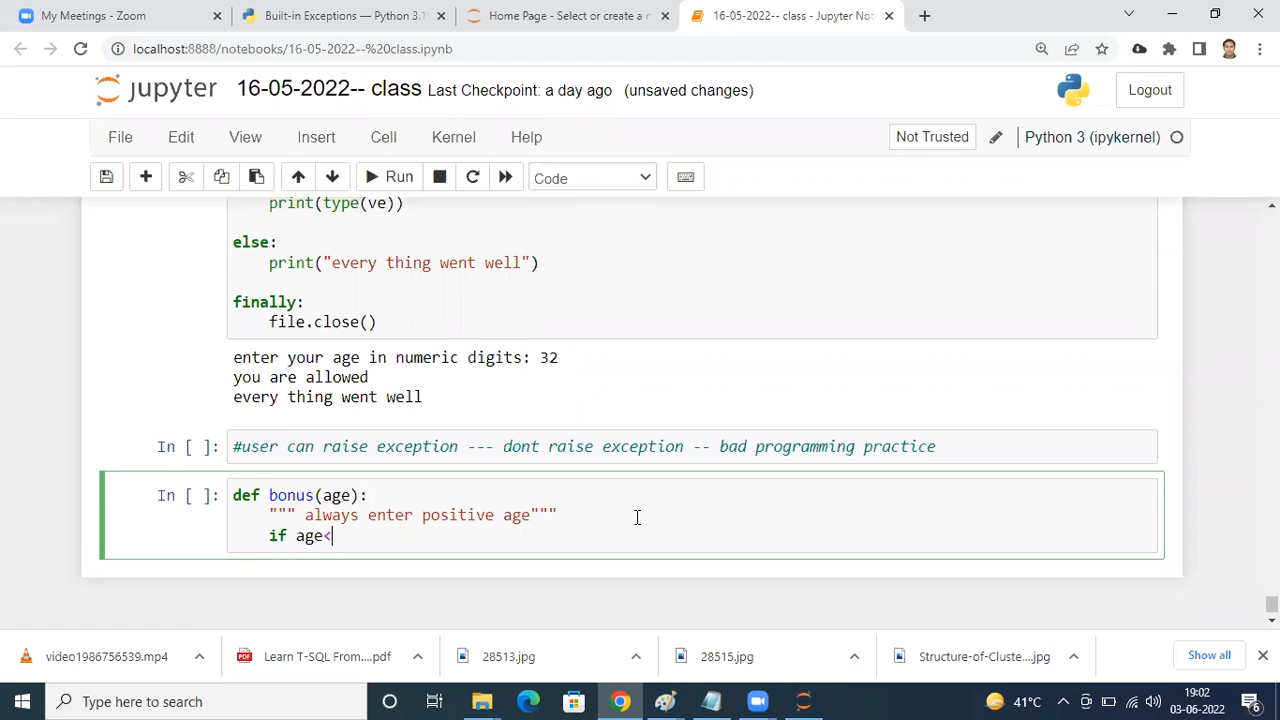 My Meetings - Zoom
Built-in Exceptions — Python 3.1
Home Page - Select or create a n
16-05-2022-- class - Jupyter Not
localhost:8888/notebooks/16-05-2022--%20class.ipynb
jupyter 16-05-2022-- class Last Checkpoint: a day ago (unsaved changes)
Logout
File Edit View Insert Cell Kernel Help
Not Trusted
Python 3 (ipykernel)
Run
Code
print(type(ve))
else:
print("every thing went well")
finally:
file.close()
enter your age in numeric digits: 32
you are allowed
every thing went well
In [ ]: #user can raise exception --- dont raise exception -- bad programming practice
In [ ]: def bonus(age):
""" always enter positive age"""
if age<
video1986756539.mp4
Learn T-SQL From....pdf
28513.jpg
28515.jpg
Structure-of-Cluste....jpg
Show all
Type here to search
41°C
19:02
03-06-2022
6